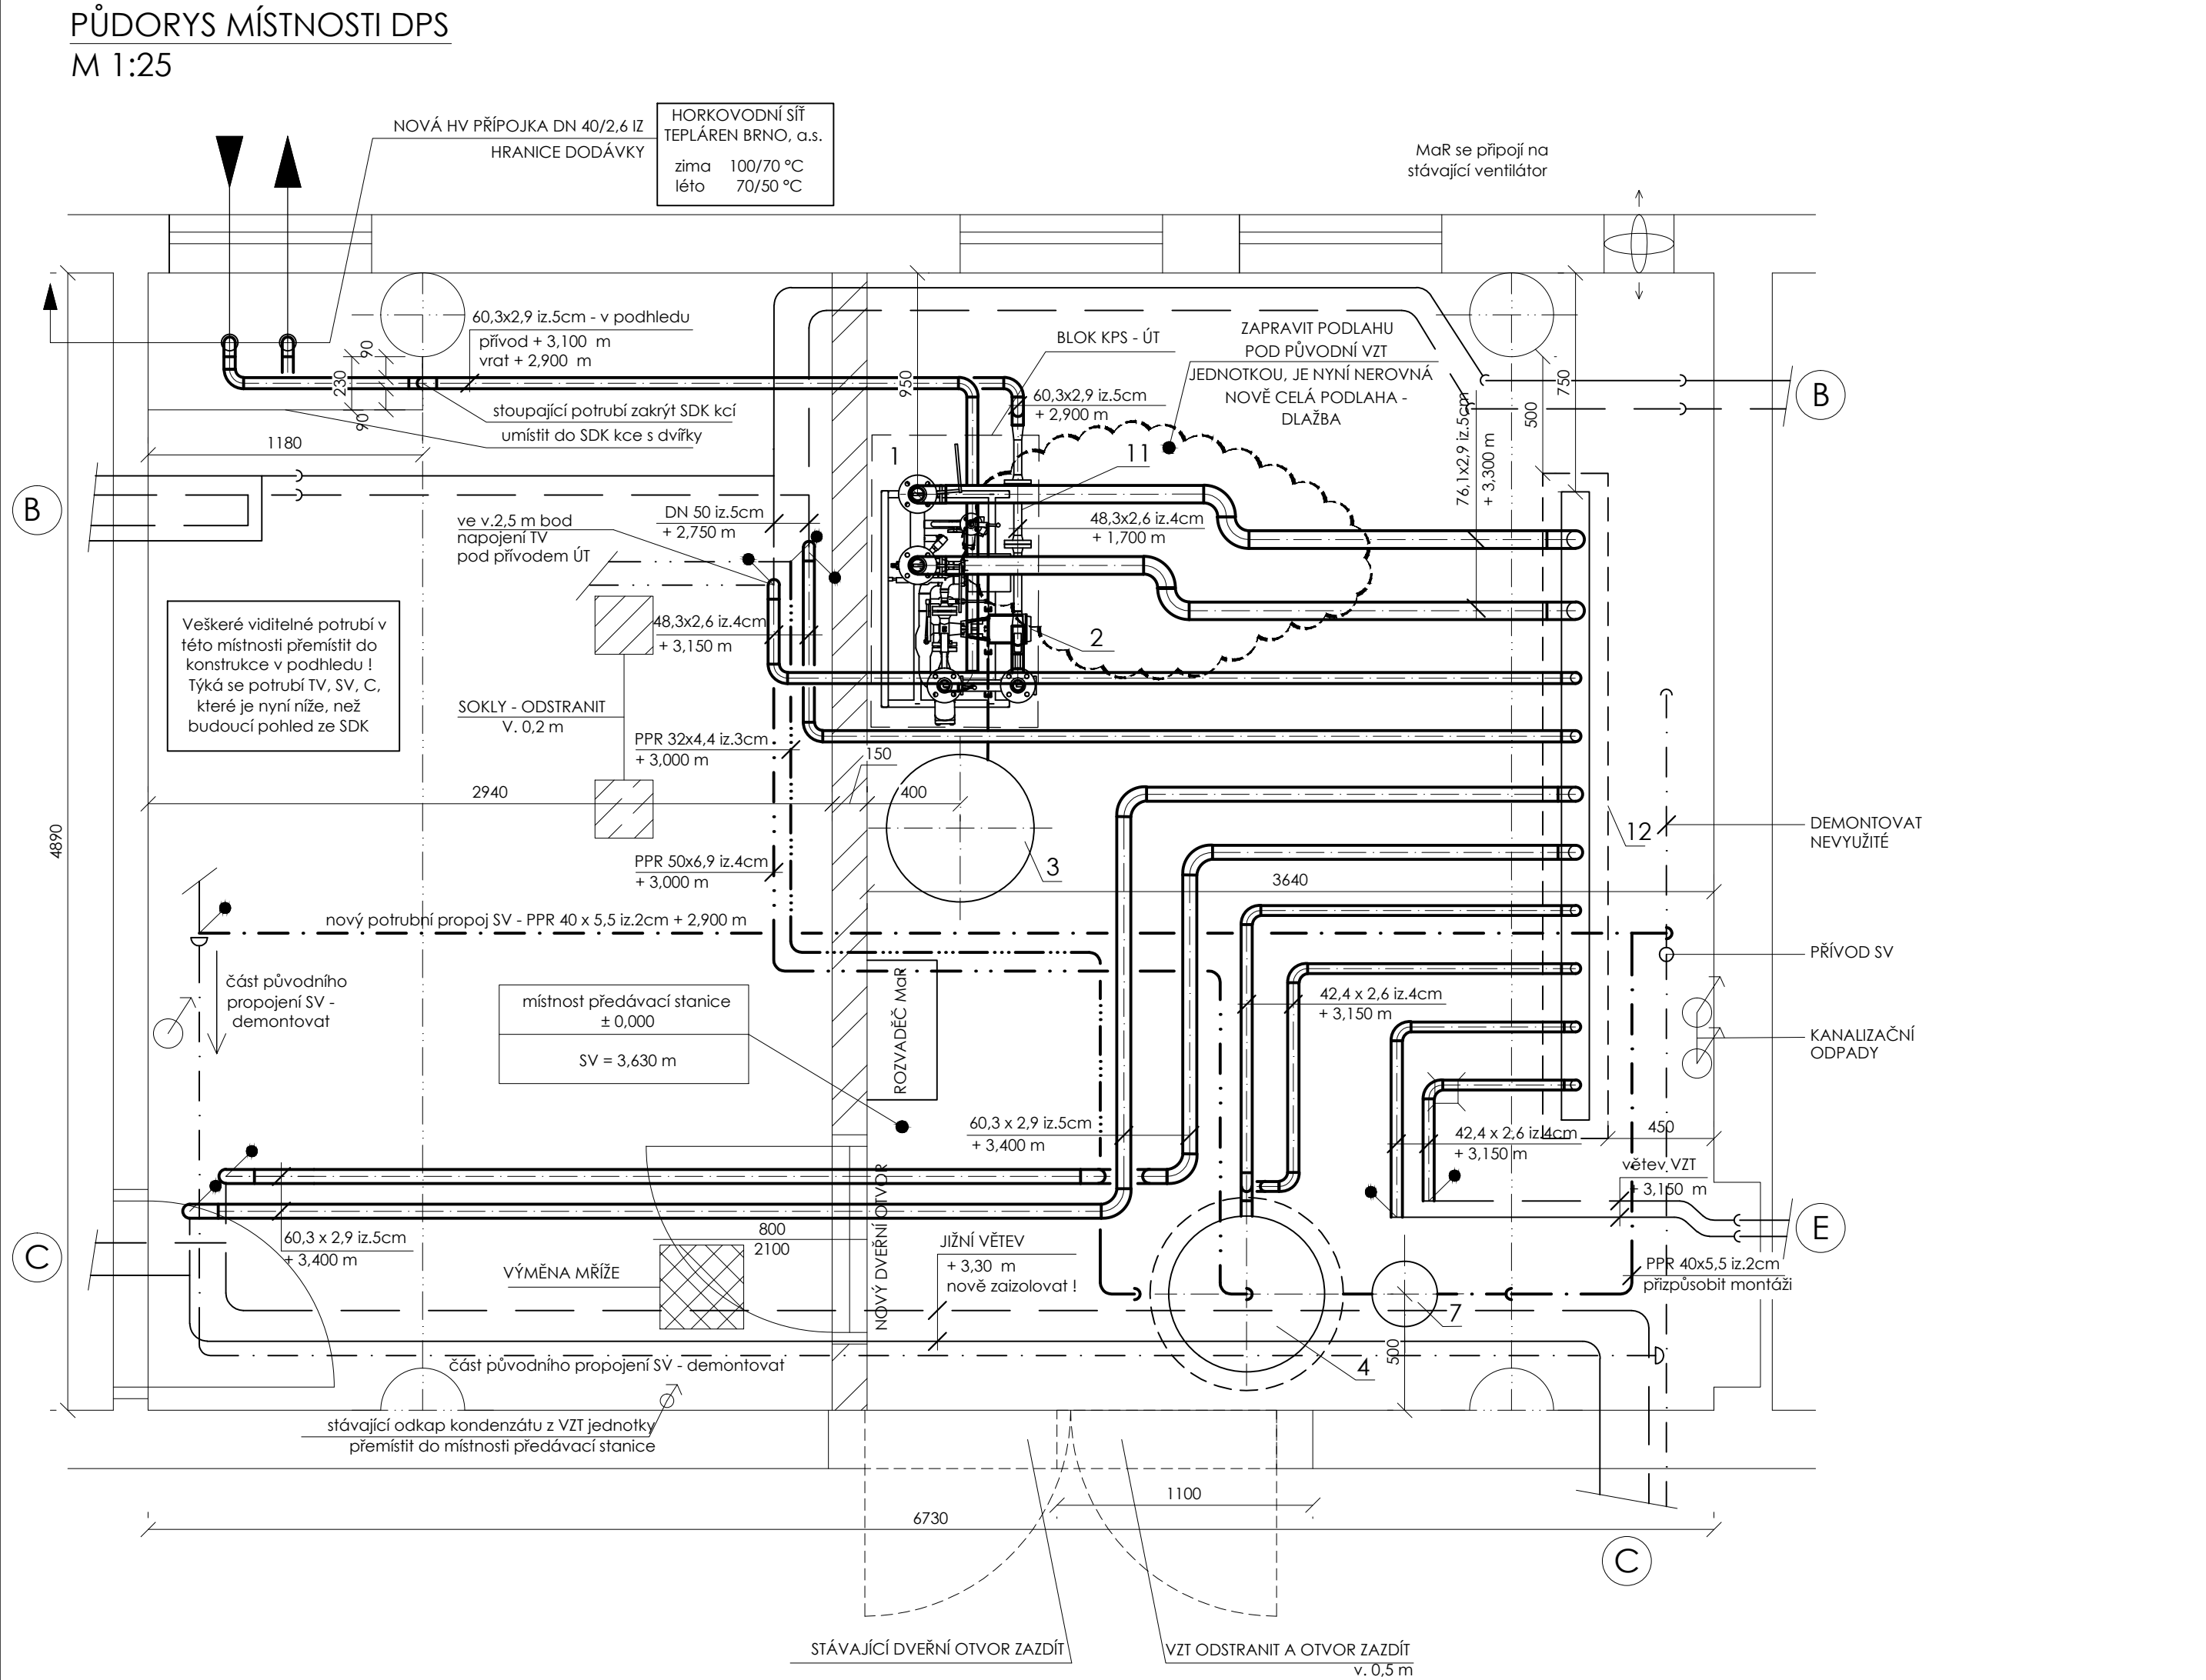 PŮDORYS MÍSTNOSTI DPS
M 1:25
NOVÁ HV PŘÍPOJKA DN 40/2,6 IZ
HRANICE DODÁVKY
HORKOVODNÍ SÍŤ
TEPLÁREN BRNO, a.s.
zima 100/70 °C
léto 70/50 °C
MaR se připojí na
stávající ventilátor
60,3x2,9 iz.5cm - v podhledu
přívod + 3,100 m
vrat + 2,900 m
90
230
90
stoupající potrubí zakrýt SDK kcí
umístit do SDK kce s dvířky
1180
950
BLOK KPS - ÚT
ZAPRAVIT PODLAHU
POD PŮVODNÍ VZT
JEDNOTKOU, JE NYNÍ NEROVNÁ
NOVĚ CELÁ PODLAHA -
DLAŽBA
60,3x2,9 iz.5cm
+ 2,900 m
750
500
B
76,1x2,9 iz.5cm
+ 3,300 m
1
11
B
ve v.2,5 m bod
napojení TV
pod přívodem ÚT
DN 50 iz.5cm
+ 2,750 m
48,3x2,6 iz.4cm
+ 1,700 m
Veškeré viditelné potrubí v
této místnosti přemístit do
konstrukce v podhledu !
Týká se potrubí TV, SV, C,
které je nyní níže, než
budoucí pohled ze SDK
48,3x2,6 iz.4cm
+ 3,150 m
2
SOKLY - ODSTRANIT
V. 0,2 m
PPR 32x4,4 iz.3cm
+ 3,000 m
150
2940
400
4890
12
DEMONTOVAT
NEVYUŽITÉ
PPR 50x6,9 iz.4cm
+ 3,000 m
3
3640
nový potrubní propoj SV - PPR 40 x 5,5 iz.2cm + 2,900 m
PŘÍVOD SV
část původního
propojení SV -
demontovat
místnost předávací stanice
± 0,000
SV = 3,630 m
ROZVADĚČ MaR
42,4 x 2,6 iz.4cm
+ 3,150 m
KANALIZAČNÍ
ODPADY
60,3 x 2,9 iz.5cm
+ 3,400 m
42,4 x 2,6 iz.4cm
+ 3,150 m
450
větev VZT
+ 3,150 m
E
C
60,3 x 2,9 iz.5cm
+ 3,400 m
800
2100
NOVÝ DVEŘNÍ OTVOR
JIŽNÍ VĚTEV
+ 3,30 m
nově zaizolovat !
VÝMĚNA MŘÍŽE
PPR 40x5,5 iz.2cm
přizpůsobit montáži
7
4
500
část původního propojení SV - demontovat
stávající odkap kondenzátu z VZT jednotky
přemístit do místnosti předávací stanice
1100
6730
C
STÁVAJÍCÍ DVEŘNÍ OTVOR ZAZDÍT
VZT ODSTRANIT A OTVOR ZAZDÍT
v. 0,5 m